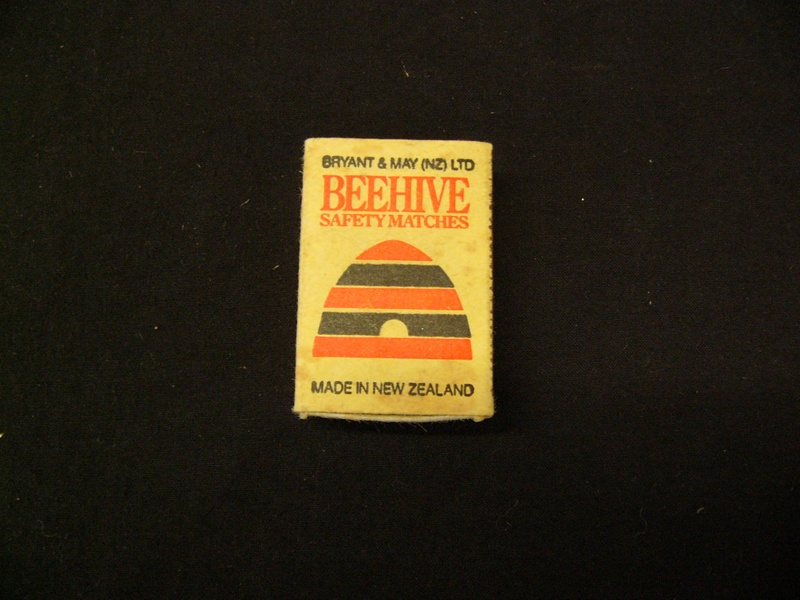 BRYANT & MAY (NZ) LTD
BEEHIVE
SAFETY MATCHES
MADE IN NEW ZEALAND